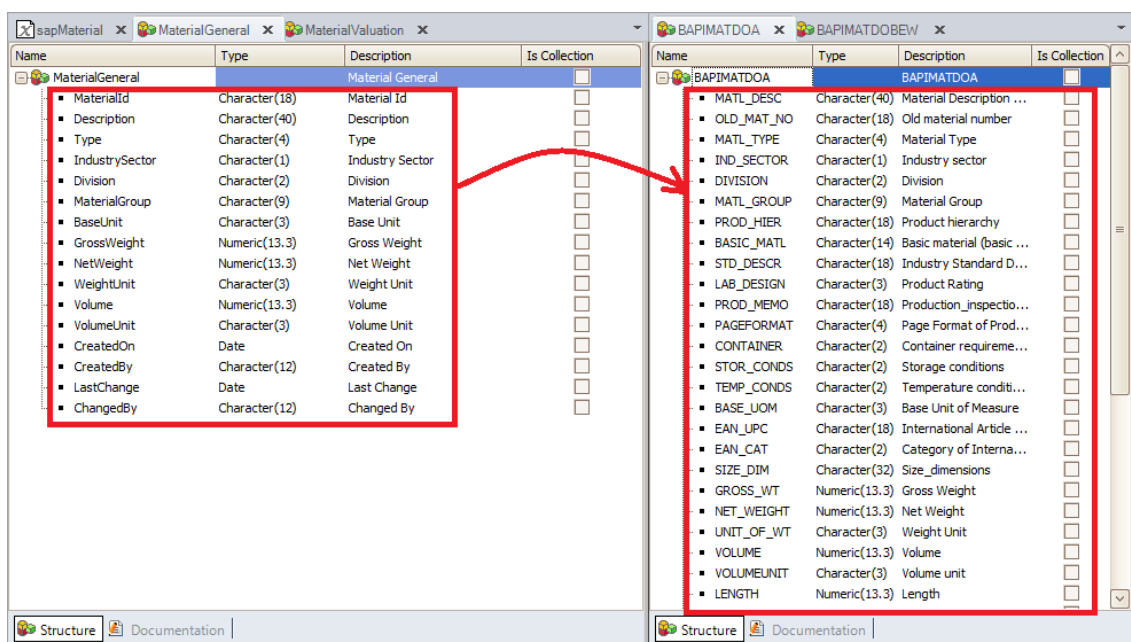 sapMaterial MaterialGeneral MaterialValuation
Name Type Description Is Collection
MaterialGeneral Material General
MaterialId Character(18) Material Id
Description Character(40) Description
Type Character(4) Type
IndustrySector Character(1) Industry Sector
Division Character(2) Division
MaterialGroup Character(9) Material Group
BaseUnit Character(3) Base Unit
GrossWeight Numeric(13.3) Gross Weight
NetWeight Numeric(13.3) Net Weight
WeightUnit Character(3) Weight Unit
Volume Numeric(13.3) Volume
VolumeUnit Character(3) Volume Unit
CreatedOn Date Created On
CreatedBy Character(12) Created By
LastChange Date Last Change
ChangedBy Character(12) Changed By
Structure Documentation
BAPIMATDOA BAPIMATDOBEW
Name Type Description Is Collection
BAPIMATDOA BAPIMATDOA
MATL_DESC Character(40) Material Description ...
OLD_MAT_NO Character(18) Old material number
MATL_TYPE Character(4) Material Type
IND_SECTOR Character(1) Industry sector
DIVISION Character(2) Division
MATL_GROUP Character(9) Material Group
PROD_HIER Character(18) Product hierarchy
BASIC_MATL Character(14) Basic material (basic ...
STD_DESCR Character(18) Industry Standard D...
LAB_DESIGN Character(3) Product Rating
PROD_MEMO Character(18) Production_inspectio...
PAGEFORMAT Character(4) Page Format of Prod...
CONTAINER Character(2) Container requireme...
STOR_CONDS Character(2) Storage conditions
TEMP_CONDS Character(2) Temperature conditi...
BASE_UOM Character(3) Base Unit of Measure
EAN_UPC Character(18) International Article ...
EAN_CAT Character(2) Category of Interna...
SIZE_DIM Character(32) Size_dimensions
GROSS_WT Numeric(13.3) Gross Weight
NET_WEIGHT Numeric(13.3) Net Weight
UNIT_OF_WT Character(3) Weight Unit
VOLUME Numeric(13.3) Volume
VOLUMEUNIT Character(3) Volume unit
LENGTH Numeric(13.3) Length
Structure Documentation